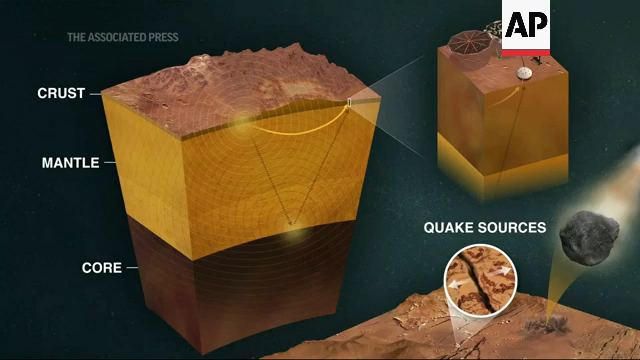 THE ASSOCIATED PRESS
AP
CRUST
MANTLE
CORE
QUAKE SOURCES